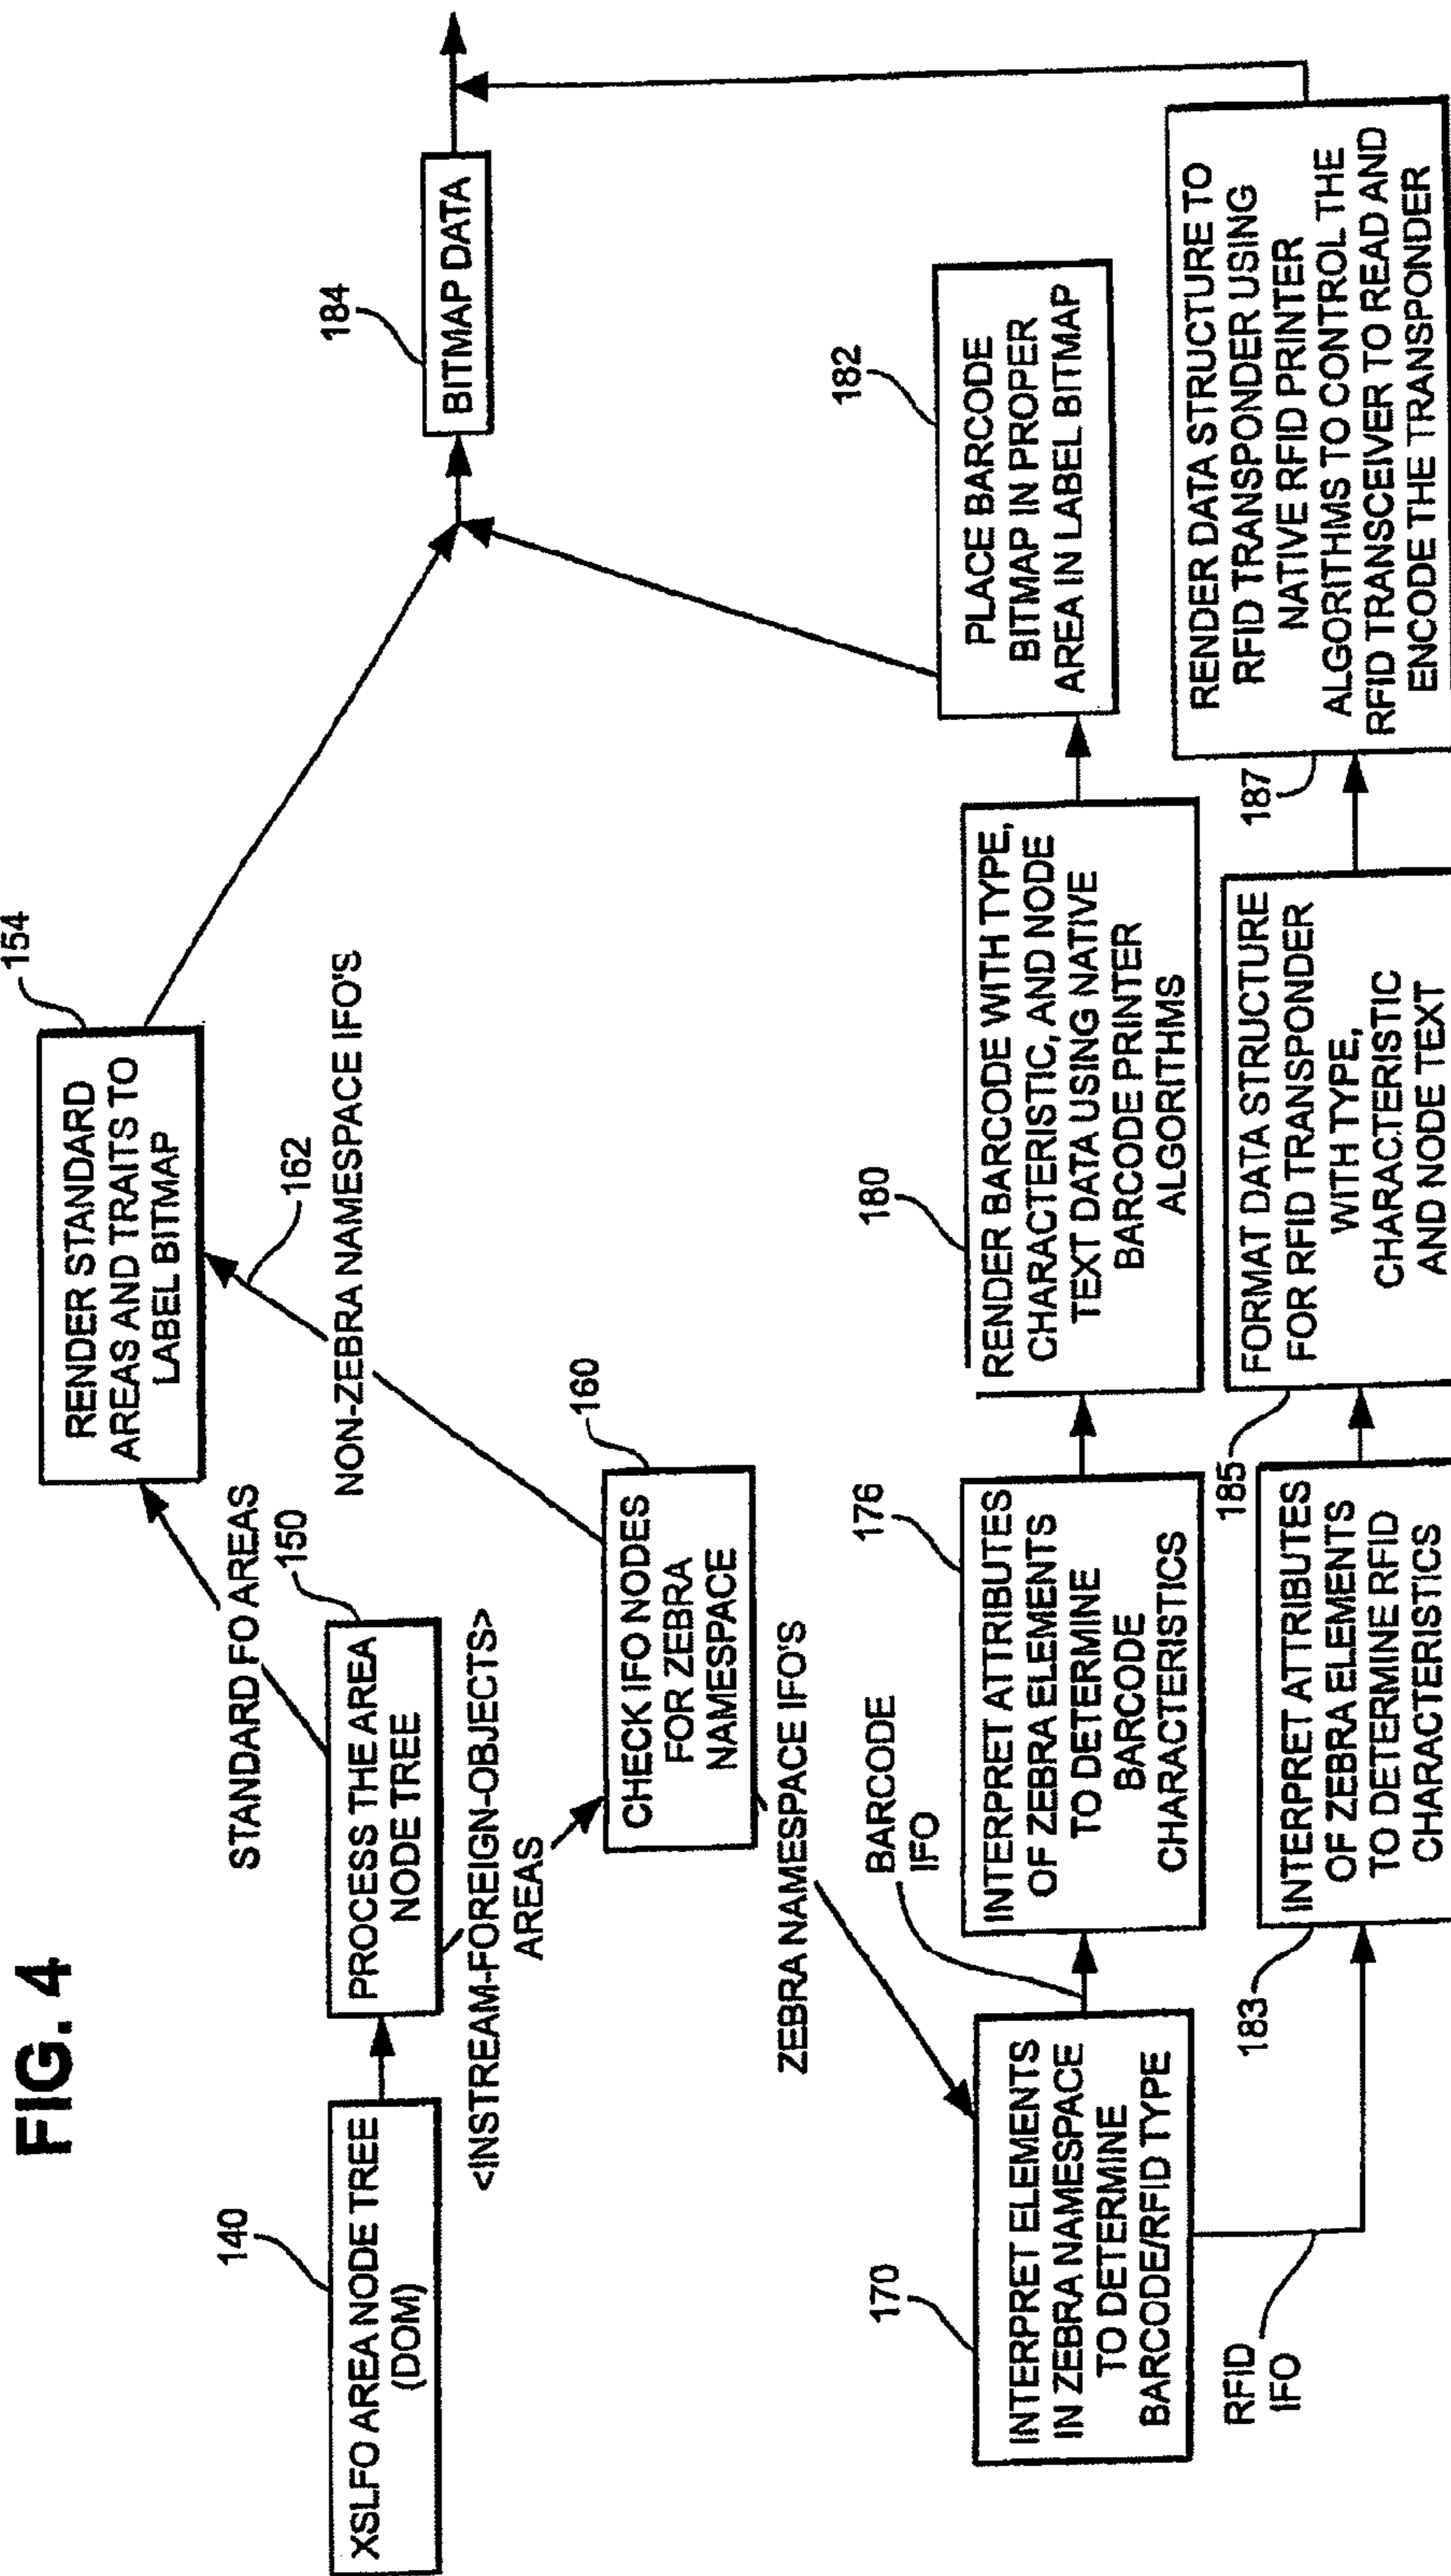 FIG. 4
140
XSLFO AREA NODE TREE
(DOM)
150
PROCESS THE AREA
NODE TREE
STANDARD FO AREAS
154
RENDER STANDARD
AREAS AND TRAITS TO
LABEL BITMAP
162
NON-ZEBRA NAMESPACE IFO'S
<INSTREAM-FOREIGN-OBJECTS>
AREAS
160
CHECK IFO NODES
FOR ZEBRA
NAMESPACE
ZEBRA NAMESPACE IFO'S
184
BITMAP DATA
170
INTERPRET ELEMENTS
IN ZEBRA NAMESPACE
TO DETERMINE
BARCODE/RFID TYPE
BARCODE
IFO
176
INTERPRET ATTRIBUTES
OF ZEBRA ELEMENTS
TO DETERMINE
BARCODE
CHARACTERISTICS
180
RENDER BARCODE WITH TYPE,
CHARACTERISTIC, AND NODE
TEXT DATA USING NATIVE
BARCODE PRINTER
ALGORITHMS
182
PLACE BARCODE
BITMAP IN PROPER
AREA IN LABEL BITMAP
RFID
IFO
183
INTERPRET ATTRIBUTES
OF ZEBRA ELEMENTS
TO DETERMINE RFID
CHARACTERISTICS
185
FORMAT DATA STRUCTURE
FOR RFID TRANSPONDER
WITH TYPE,
CHARACTERISTIC
AND NODE TEXT
187
RENDER DATA STRUCTURE TO
RFID TRANSPONDER USING
NATIVE RFID PRINTER
ALGORITHMS TO CONTROL THE
RFID TRANSCEIVER TO READ AND
ENCODE THE TRANSPONDER